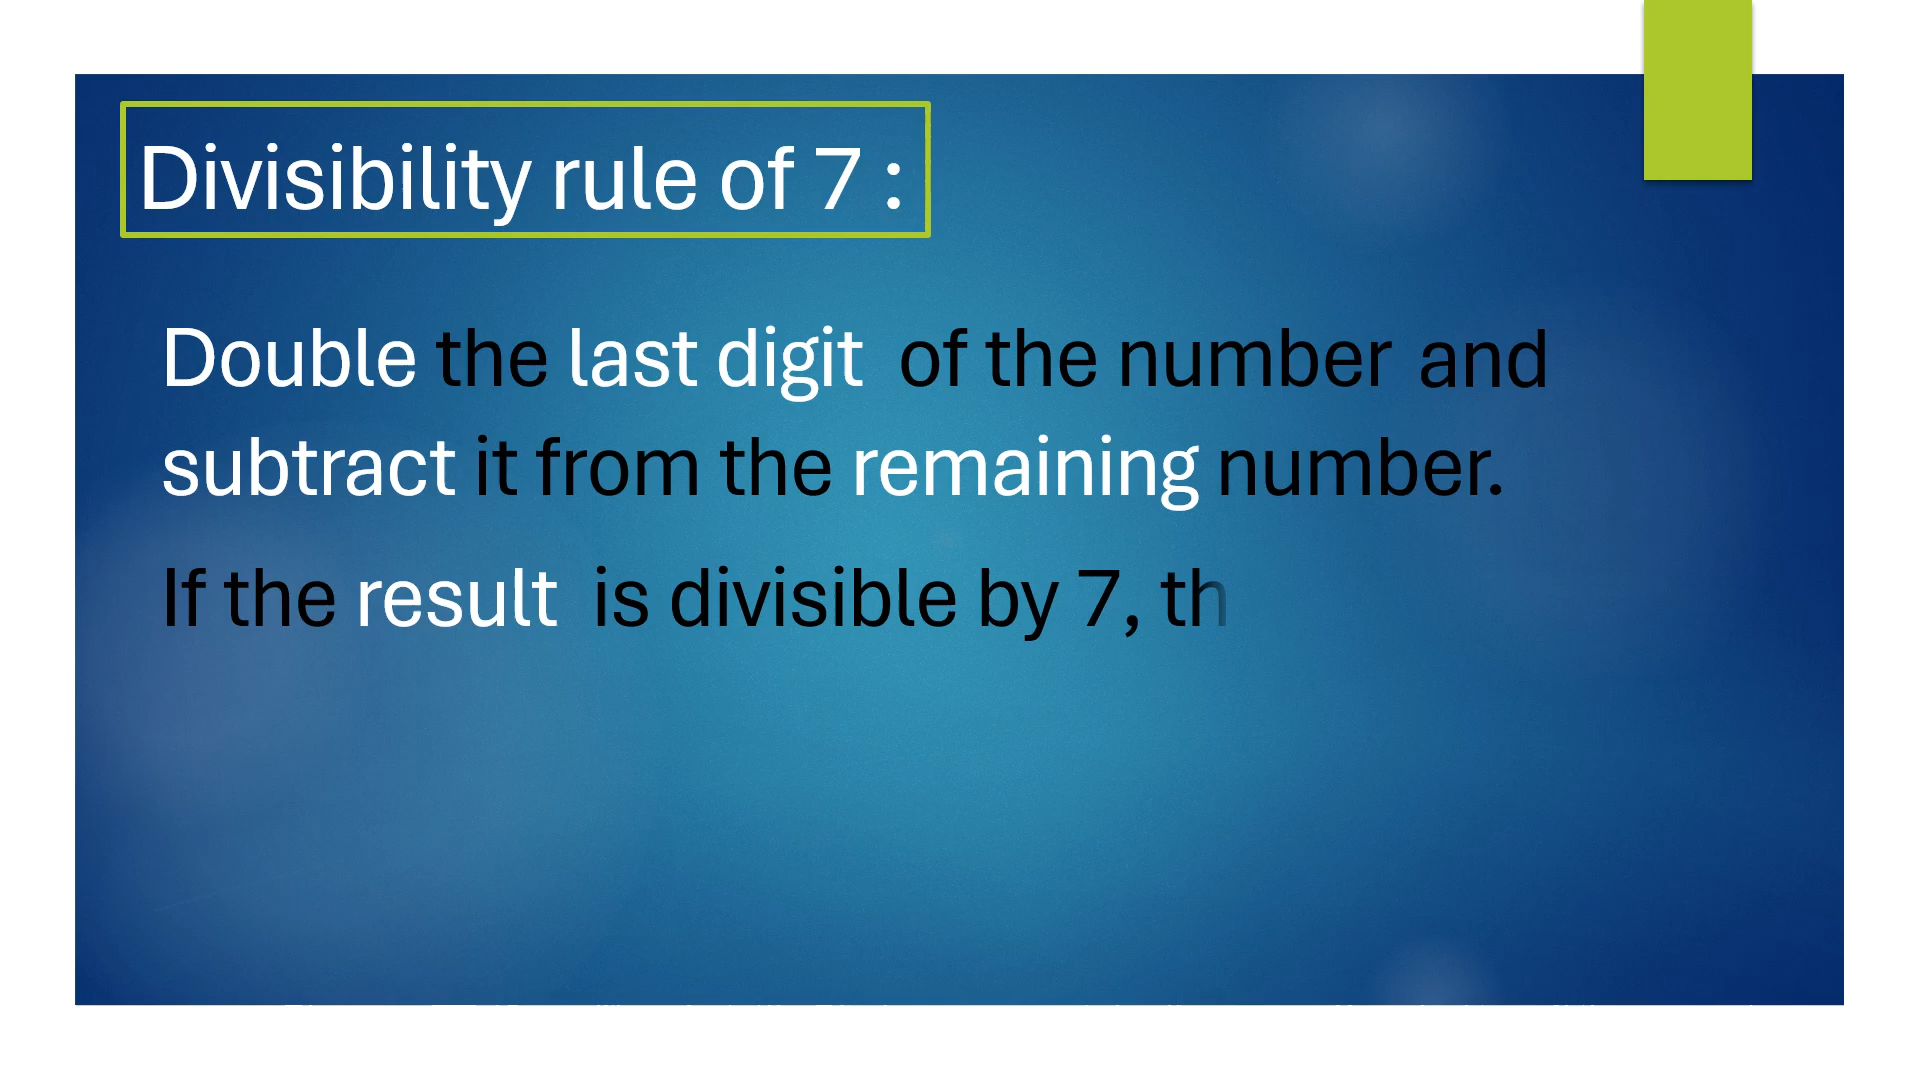 Divisibility rule of 7 :
Double the last digit of the number and
subtract it from the remaining number.
If the result is divisible by 7, th